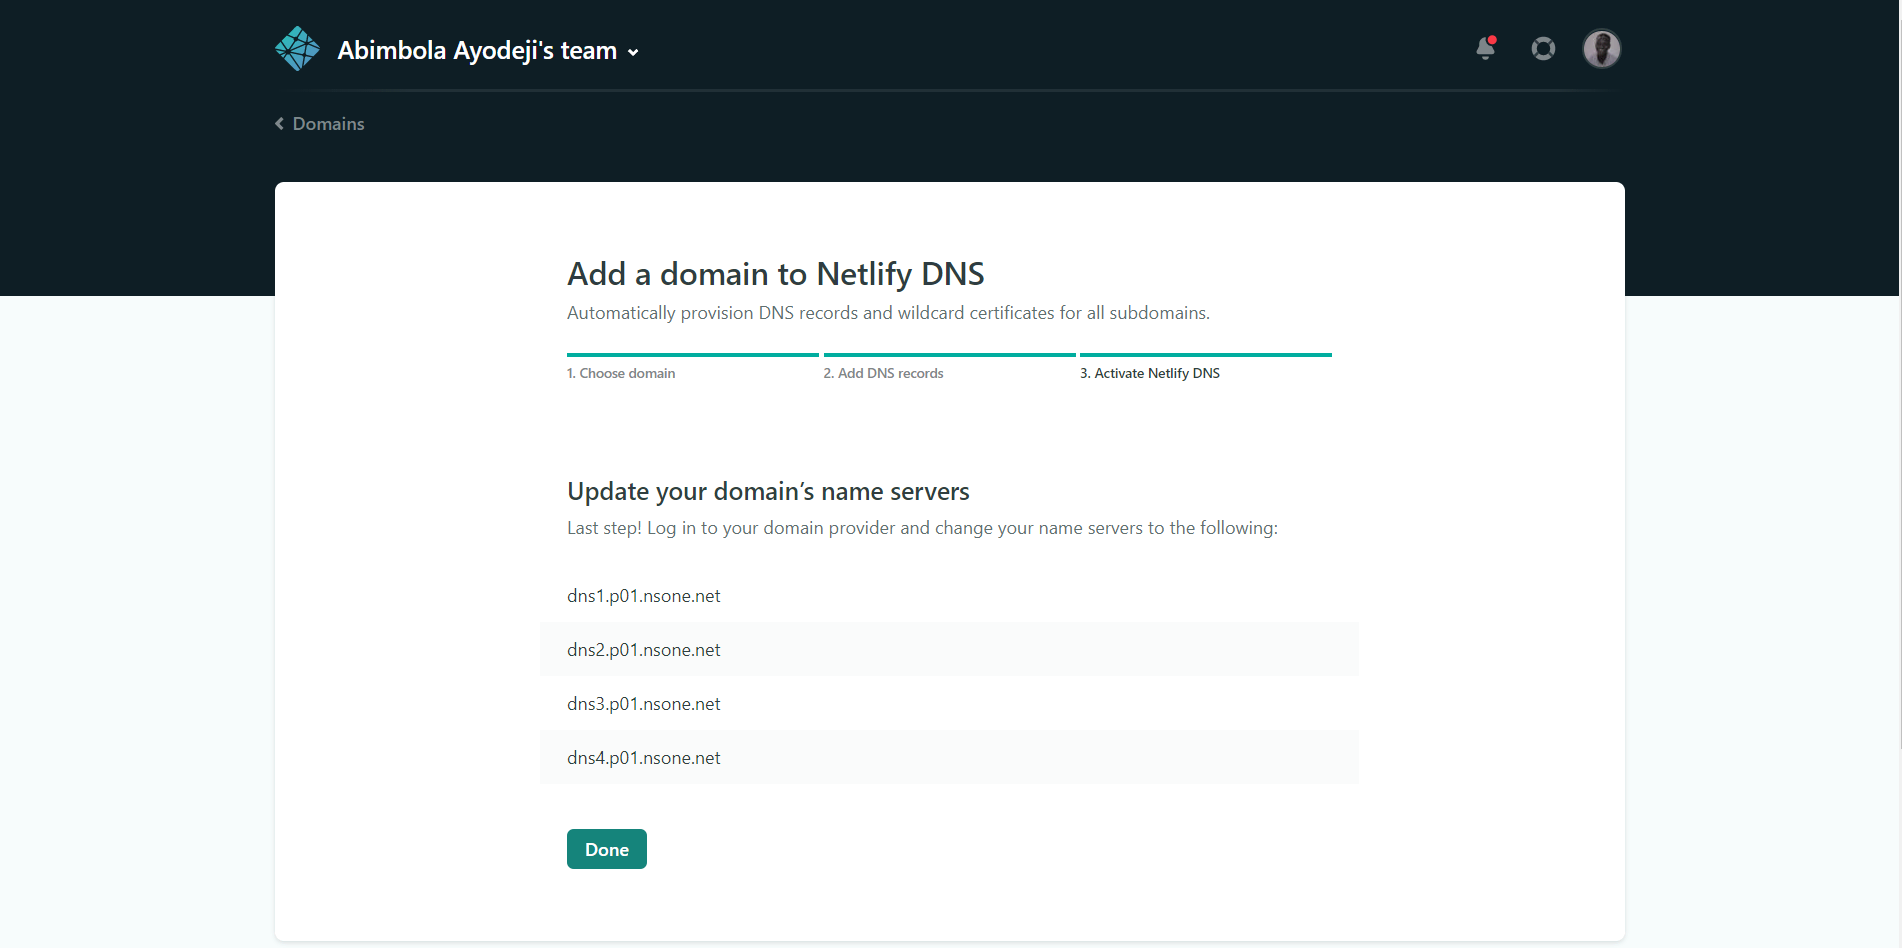 Abimbola Ayodeji's team
Domains
Add a domain to Netlify DNS
Automatically provision DNS records and wildcard certificates for all subdomains.
1. Choose domain
2. Add DNS records
3. Activate Netlify DNS
Update your domain’s name servers
Last step! Log in to your domain provider and change your name servers to the following:
dns1.p01.nsone.net
dns2.p01.nsone.net
dns3.p01.nsone.net
dns4.p01.nsone.net
Done